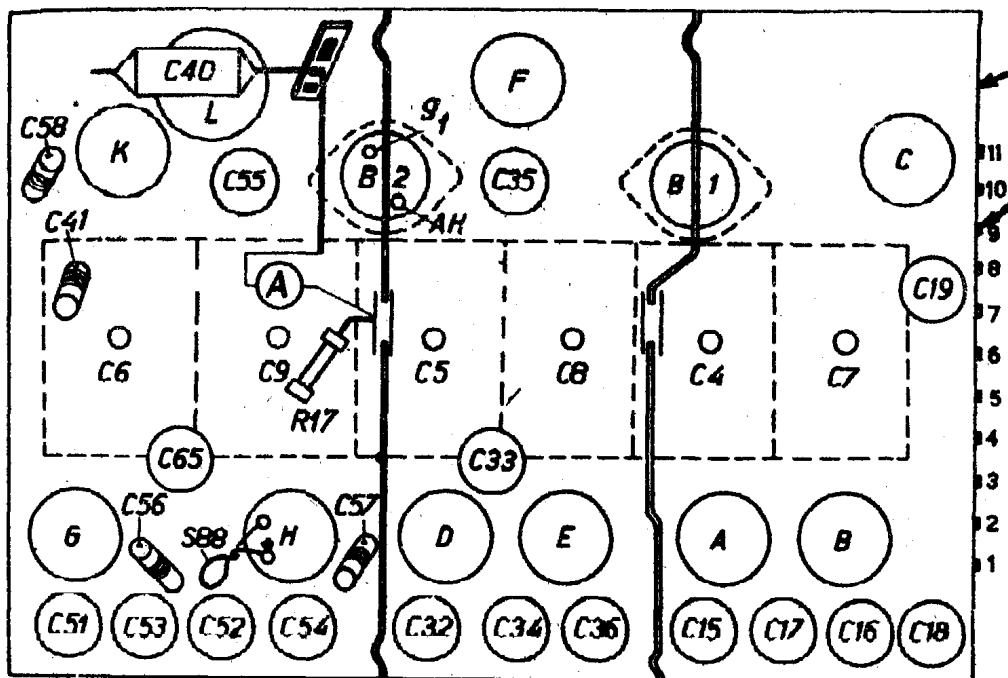 C40
L
F
g1
C58
K
C55
B 2
C35
B 1
C
11
10
AH
9
C41
8
A
C19
7
6
C6
C9
C5
C8
C4
C7
5
R17
4
C65
C33
3
C56
C57
2
G
S88
H
D
E
A
B
1
C51
C53
C52
C54
C32
C34
C36
C15
C17
C16
C18